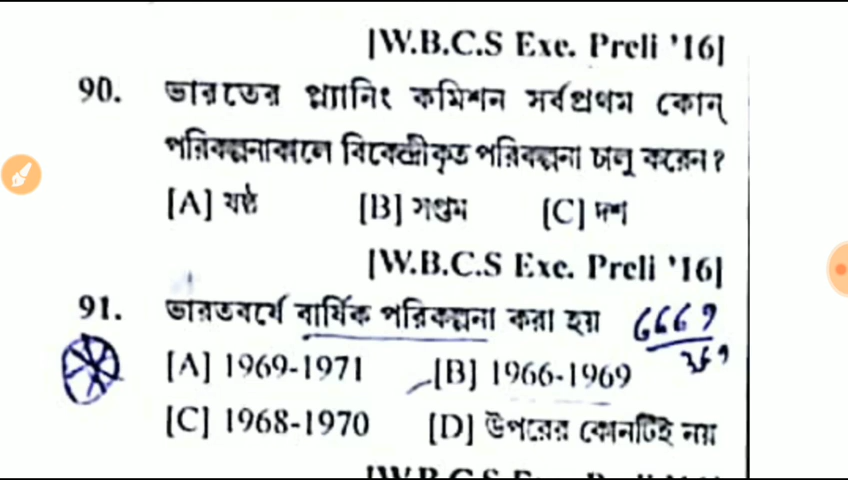 [W.B.C.S Exe. Preli '16]
90. ভারতের প্ল্যানিং কমিশন সর্বপ্রথম কোন্
পরিকল্পনাকালে বিকেন্দ্রীকৃত পরিকল্পনা চালু করেন?
[A] ষষ্ঠ [B] সপ্তম [C] দশ
[W.B.C.S Exe. Preli '16]
91. ভারতবর্ষে বার্ষিক পরিকল্পনা করা হয়
[A] 1969-1971 [B] 1966-1969
[C] 1968-1970 [D] উপরের কোনটিই নয়